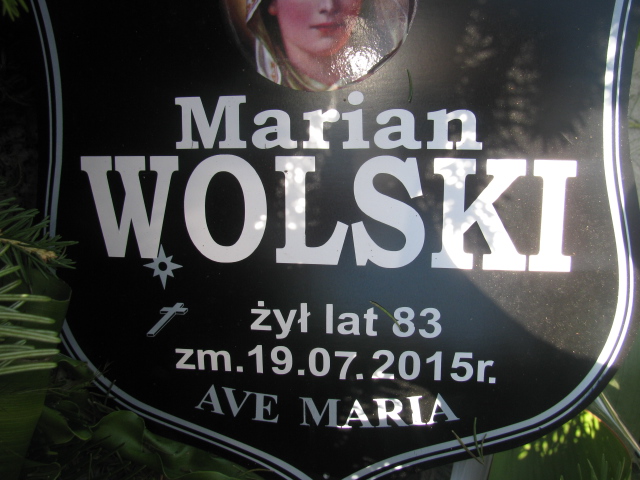 Marian
WOLSKI
żył lat 83
zm.19.07.2015r.
AVE MARIA